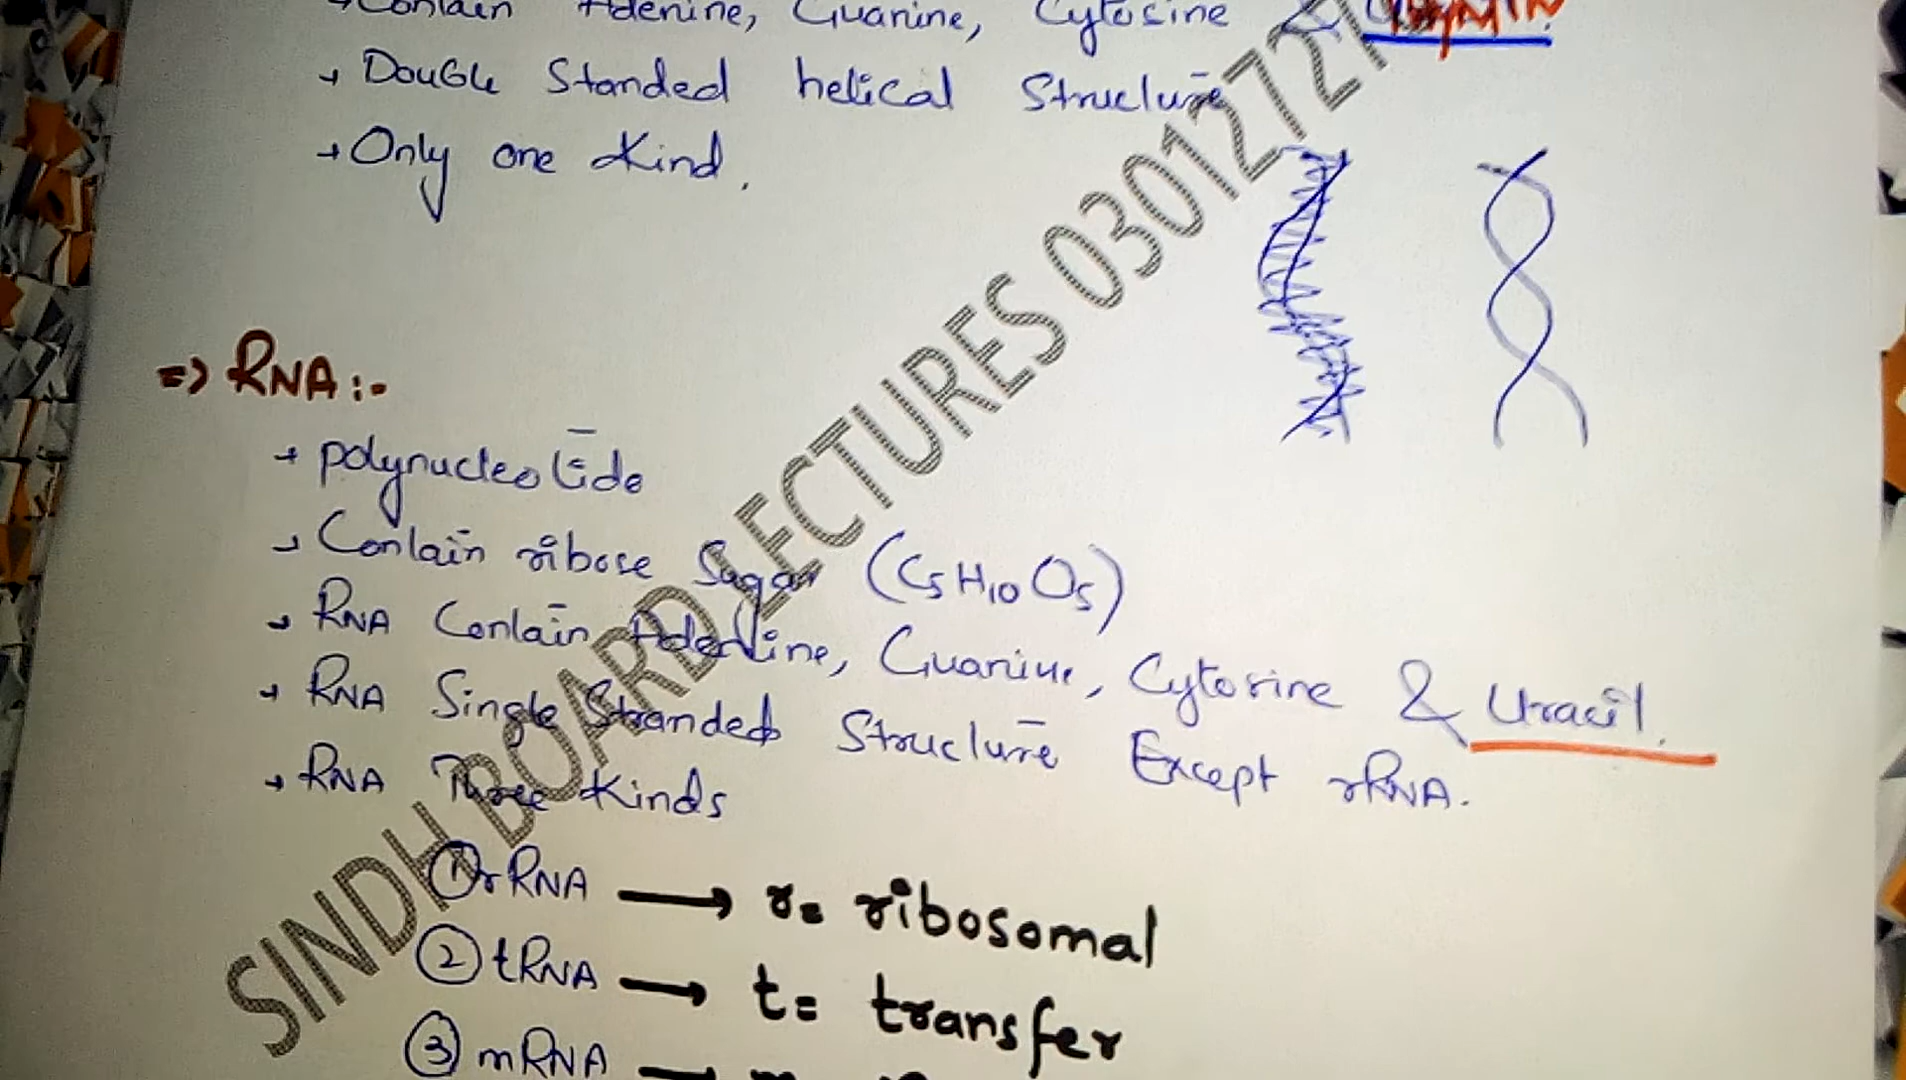 Contain Adenine, Guanine, Cytosine &
+ Double Standed helical Structure
+ Only one Kind.
=> RNA :-
+ polynucleotide
Contain ribose Sugar (C5H10O5)
RNA Contain Adenine, Guanine, Cytosine & Uracil.
+ RNA Single Stranded Structure Except rRNA.
+ RNA Three Kinds
① rRNA → r= ribosomal
② tRNA → t= transfer
③ mRNA →
SINDH BOARD LECTURES 0301272